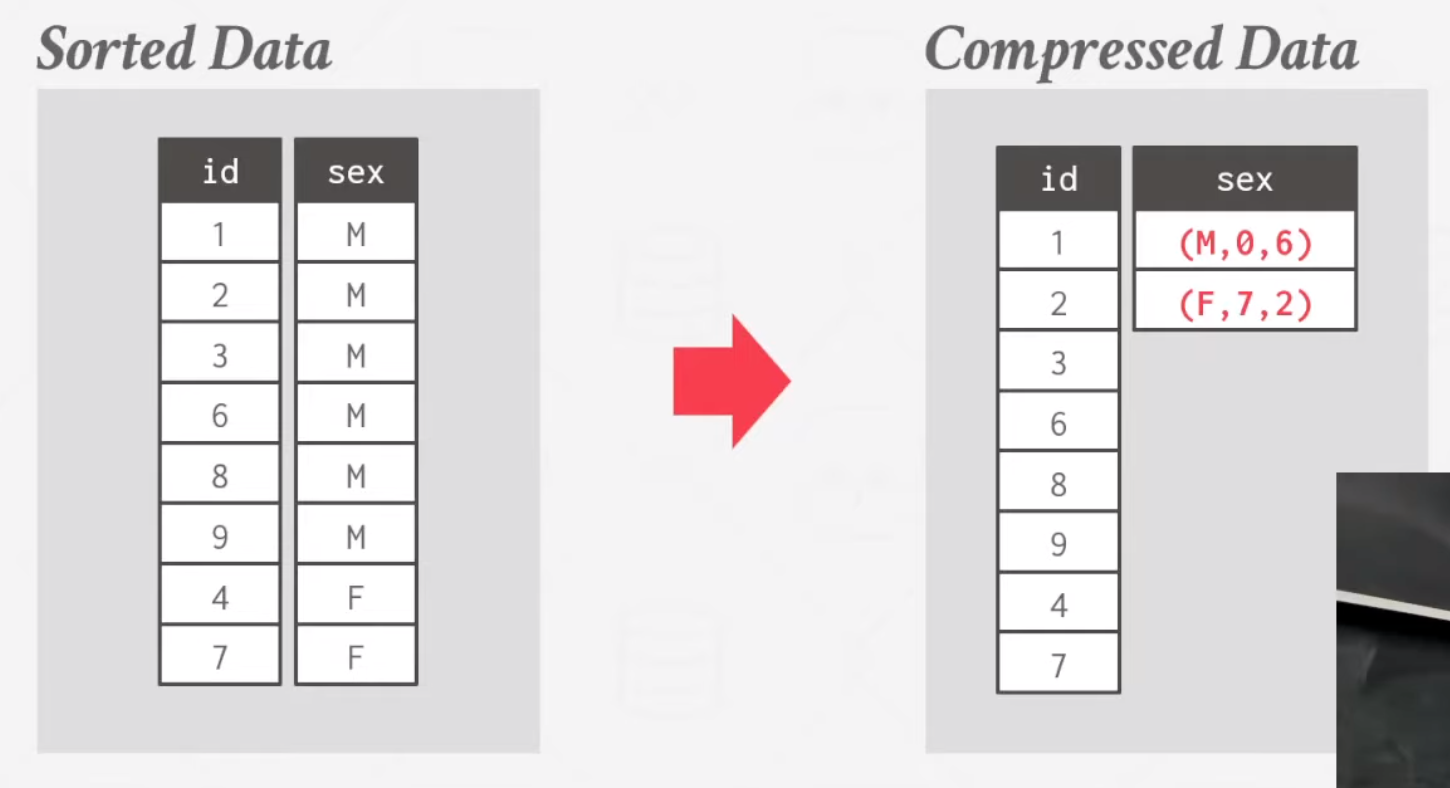 Sorted Data
id sex
1 M
2 M
3 M
6 M
8 M
9 M
4 F
7 F
Compressed Data
id sex
1 (M,0,6)
2 (F,7,2)
3
6
8
9
4
7